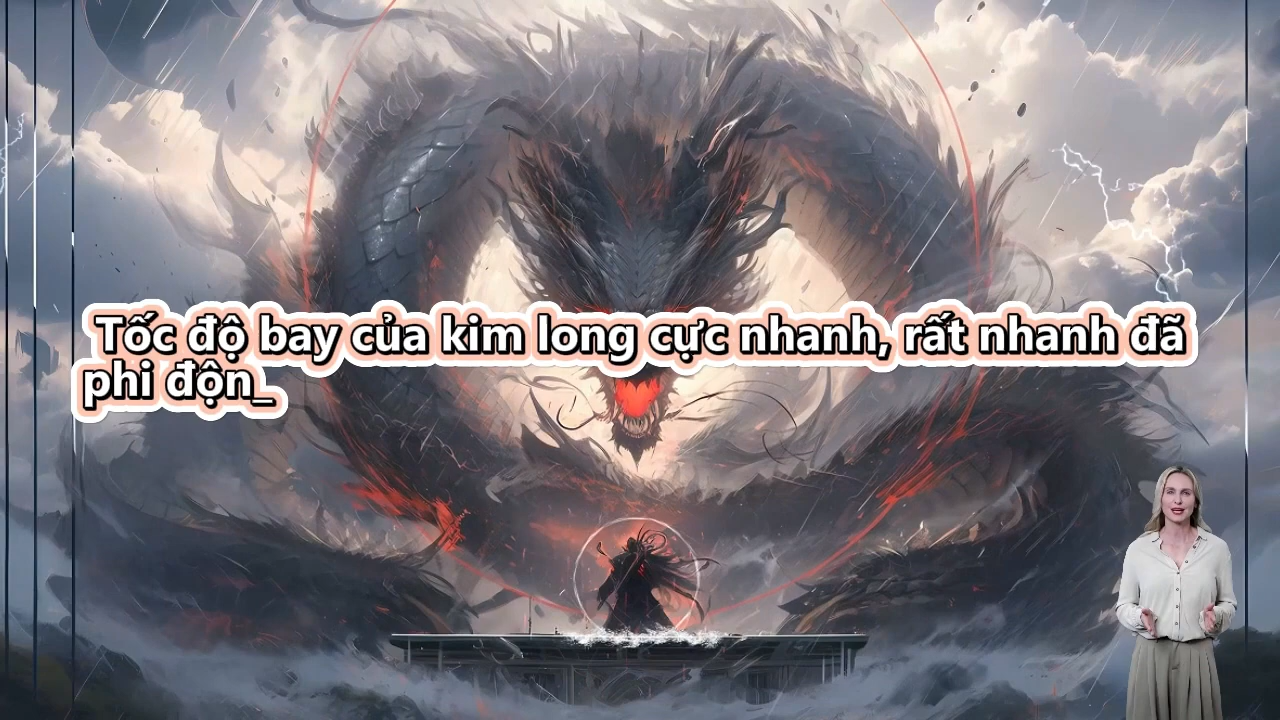 Tốc độ bay của kim long cực nhanh, rất nhanh đã
phi độn_